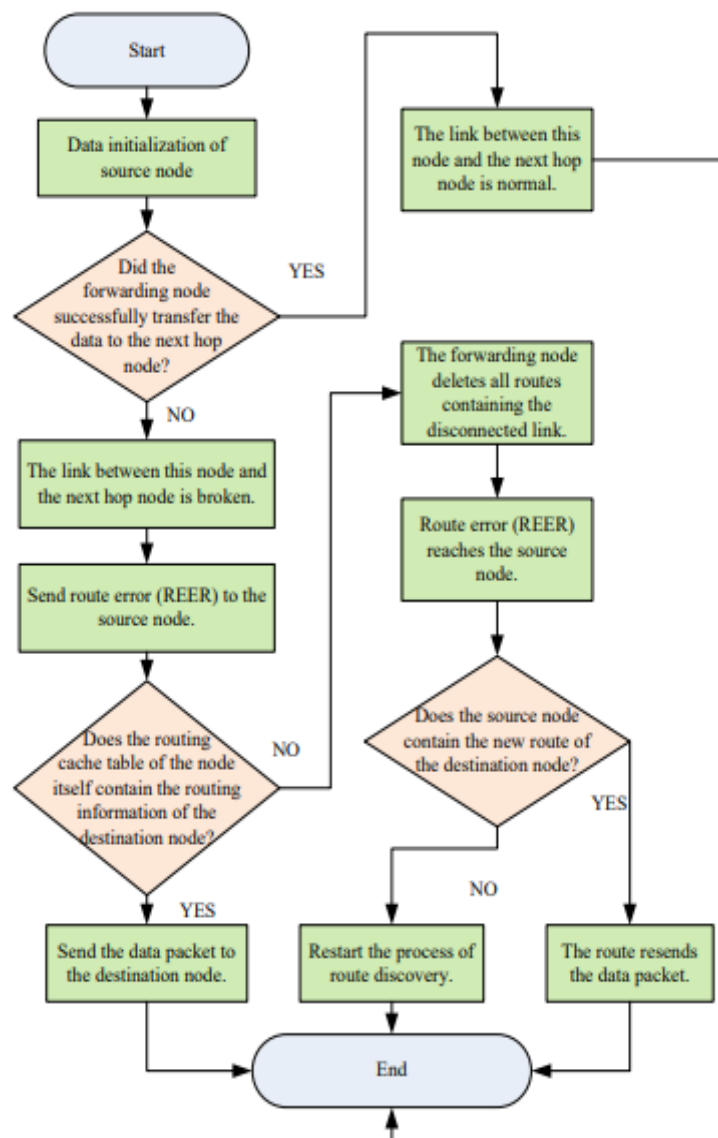 Start
Data initialization of
source node
Did the
forwarding node
successfully transfer the
data to the next hop
node?
YES
The link between this
node and the next hop
node is normal.
NO
The link between this node and
the next hop node is broken.
Send route error (REER) to the
source node.
Does the routing
cache table of the node
itself contain the routing
information of the
destination node?
NO
The forwarding node
deletes all routes
containing the
disconnected link.
Route error (REER)
reaches the source
node.
Does the source node
contain the new route of
the destination node?
YES
NO
YES
Send the data packet to
the destination node.
Restart the process of
route discovery.
The route resends
the data packet.
End